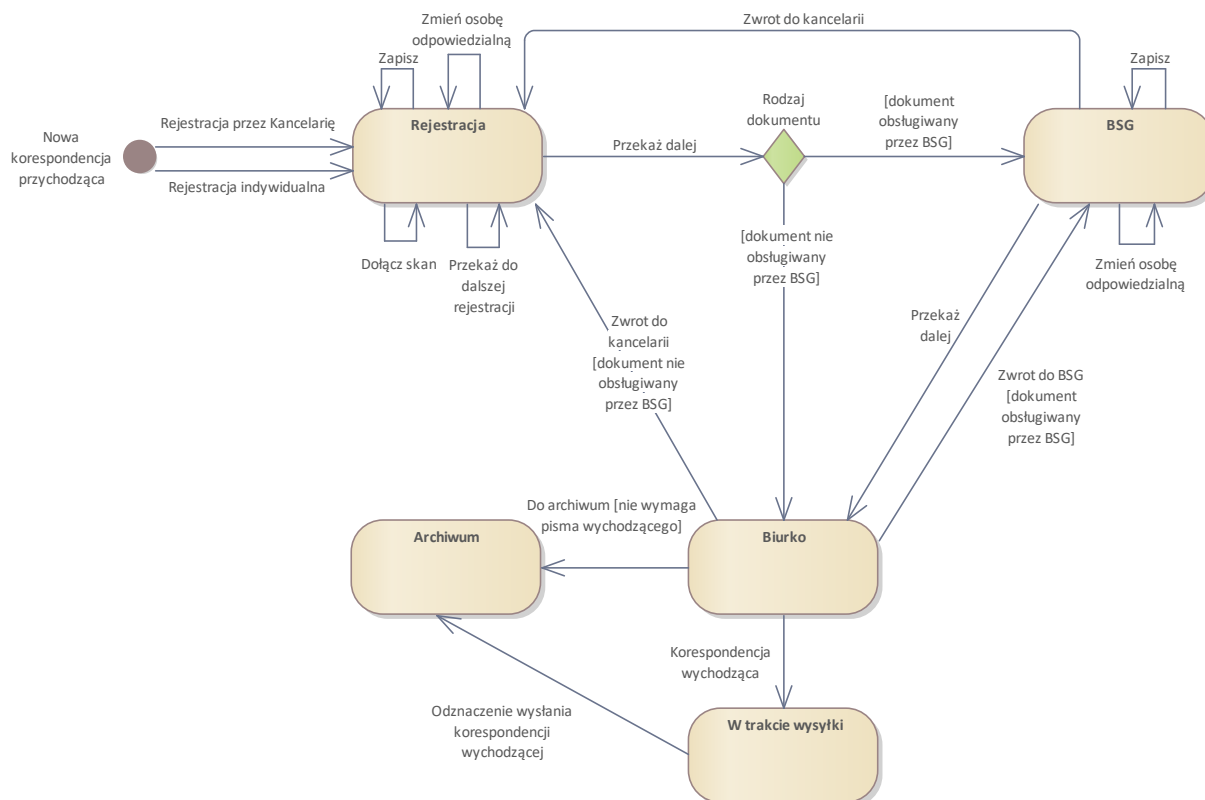 Zmień osobę
odpowiedzialną
Zwrot do kancelarii
Zapisz
Zapisz
Rodzaj
dokumentu
[dokument
obsługiwany
przez BSG]
Nowa
korespondencja
przychodząca
Rejestracja przez Kancelarię
Rejestracja indywidualna
Rejestracja
Przekaż dalej
BSG
Dołącz skan
Przekaż do
dalszej
rejestracji
[dokument nie
obsługiwany
przez BSG]
Zmień osobę
odpowiedzialną
Zwrot do
kancelarii
[dokument nie
obsługiwany
przez BSG]
Przekaż
dalej
Zwrot do BSG
[dokument
obsługiwany
przez BSG]
Do archiwum [nie wymaga
pisma wychodzącego]
Archiwum
Biurko
Korespondencja
wychodząca
Odznaczenie wysłania
korespondencji
wychodzącej
W trakcie wysyłki